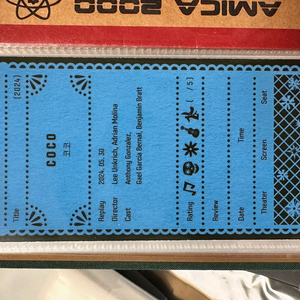 AMIGA 2000
Title [2024]
COCO
코코
Replay 2024. 05. 30
Director Lee Unkrich, Adrian Molina
Cast Anthony Gonzalez,
Gael García Bernal, Benjamin Bratt
Rating ( /5)
Review
Date Time
Theater Screen Seat